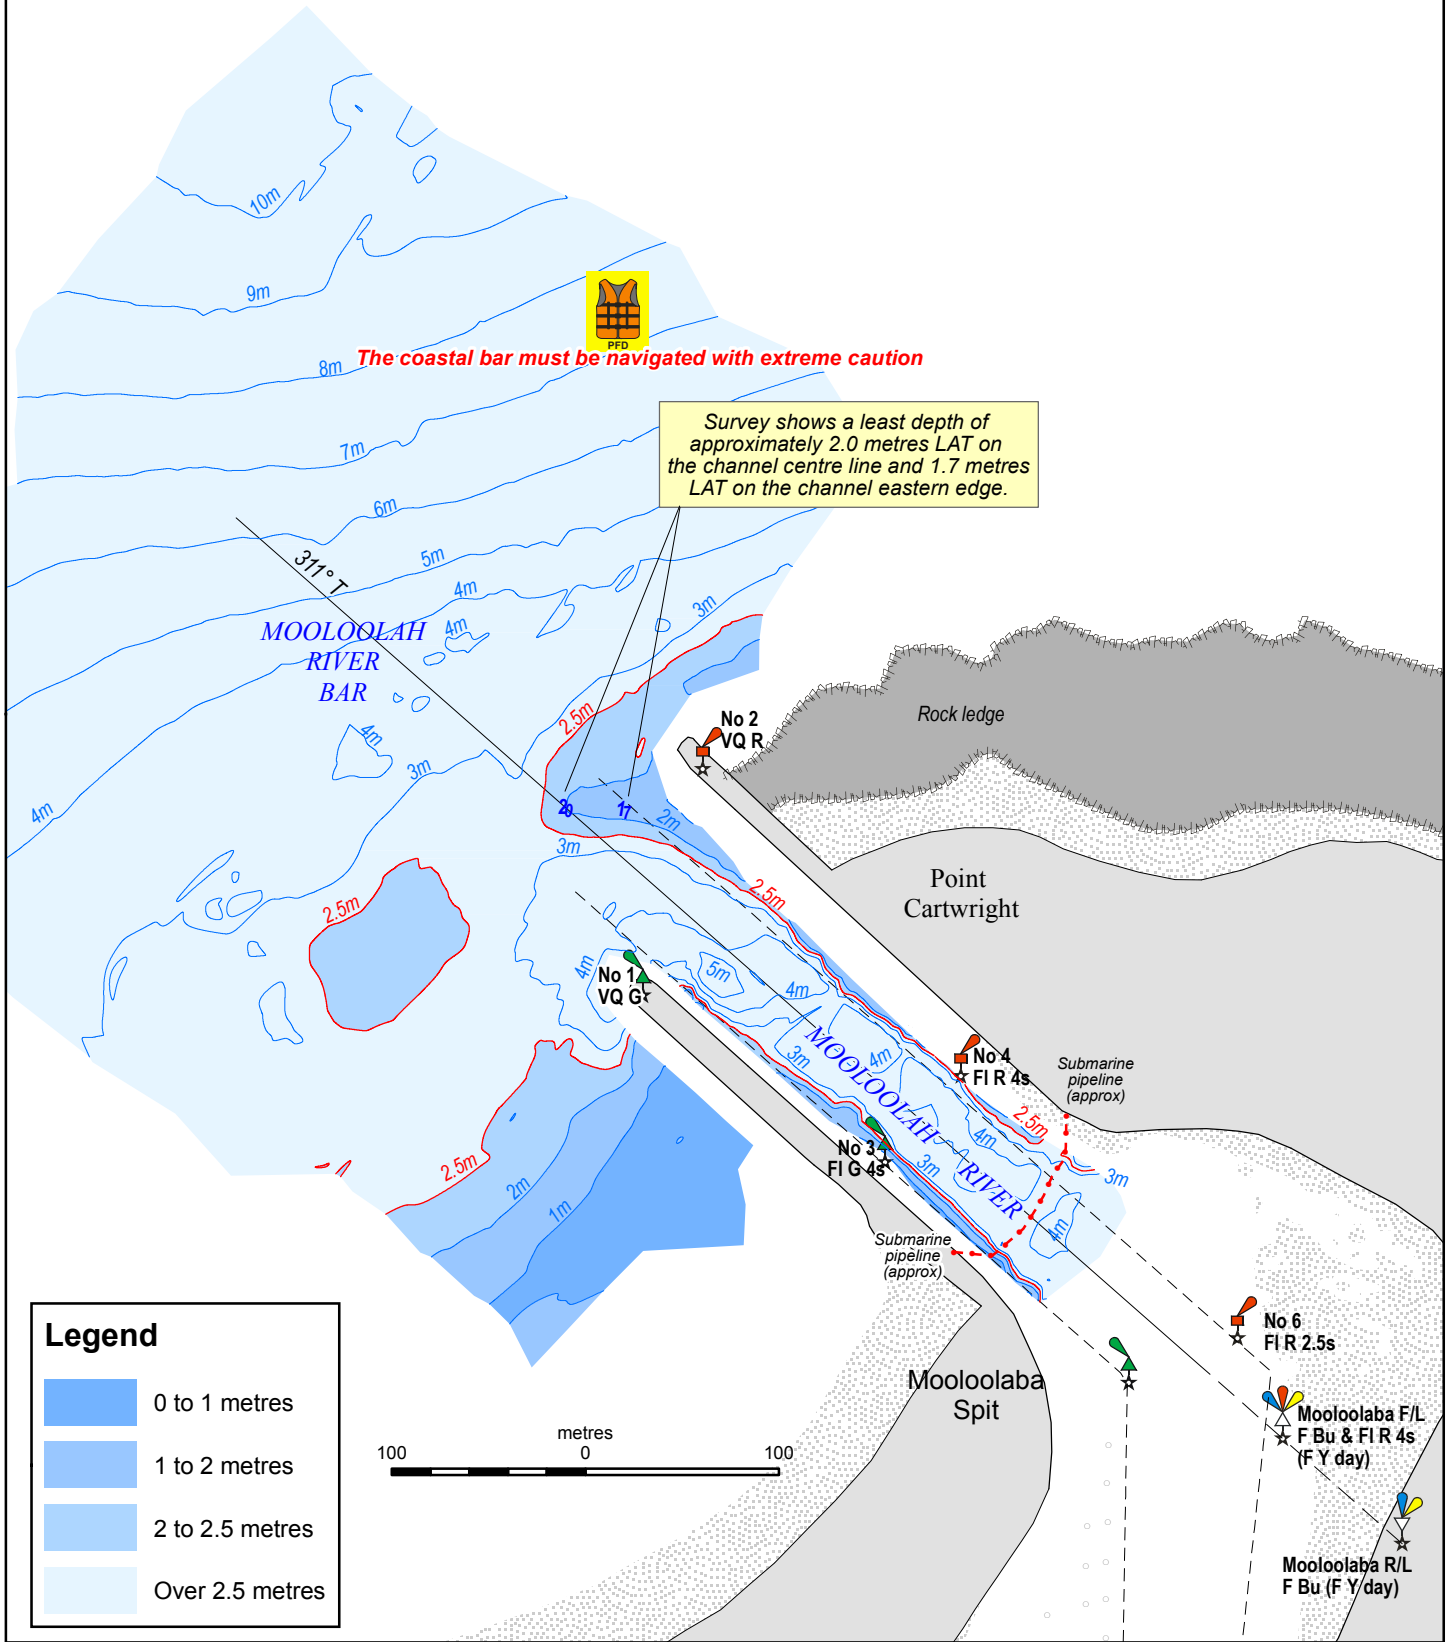 10m
9m
8m
7m
6m
5m
4m
4m
3m
PFD
The coastal bar must be navigated with extreme caution
Survey shows a least depth of
approximately 2.0 metres LAT on
the channel centre line and 1.7 metres
LAT on the channel eastern edge.
311° T
MOOLOOLAH
RIVER
BAR
2.5m
4m
3m
4m
No 2
VQ R
Rock ledge
20
17
2m
3m
2.5m
2.5m
Point
Cartwright
4m
No 1
VQ G
5m
4m
3m
4m
MOOLOOLAH
RIVER
No 4
Fl R 4s
Submarine
pipeline
(approx)
2.5m
4m
3m
No 3
Fl G 4s
3m
4m
2.5m
2m
1m
Submarine
pipeline
(approx)
No 6
Fl R 2.5s
Mooloolaba
Spit
Mooloolaba F/L
F Bu & Fl R 4s
(F Y day)
Mooloolaba R/L
F Bu (F Y day)
Legend
0 to 1 metres
1 to 2 metres
2 to 2.5 metres
Over 2.5 metres
metres
100 0 100